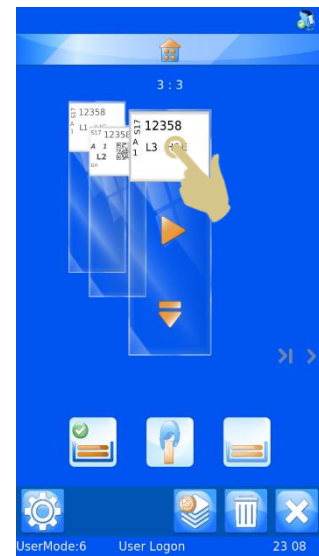 3 : 3
S17 12358
A 1 L1
S17 12358
A 1
L2
S17 12358
A 1 L3
UserMode:6 User Logon 23 08